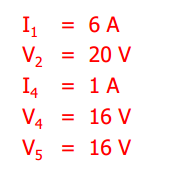 I₁ = 6 A
V₂ = 20 V
I₄ = 1 A
V₄ = 16 V
V₅ = 16 V